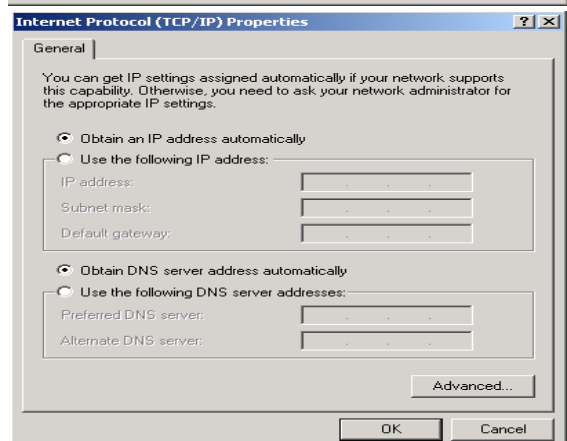 Internet Protocol (TCP/IP) Properties
General
You can get IP settings assigned automatically if your network supports
this capability. Otherwise, you need to ask your network administrator for
the appropriate IP settings.
Obtain an IP address automatically
Use the following IP address:
IP address:
Subnet mask:
Default gateway:
Obtain DNS server address automatically
Use the following DNS server addresses:
Preferred DNS server:
Alternate DNS server:
Advanced...
OK Cancel